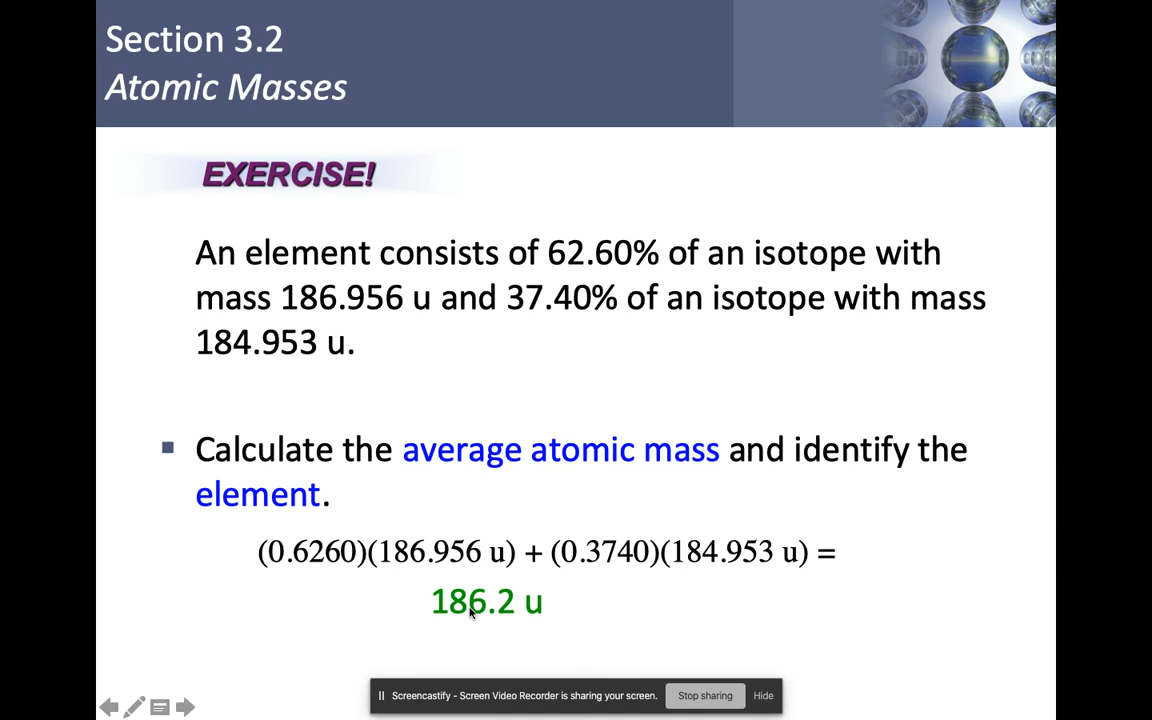 Section 3.2
Atomic Masses
EXERCISE!
An element consists of 62.60% of an isotope with
mass 186.956 u and 37.40% of an isotope with mass
184.953 u.
Calculate the average atomic mass and identify the
element.
(0.6260)(186.956 u) + (0.3740)(184.953 u) =
186.2 u
Screencastify - Screen Video Recorder is sharing your screen. Stop sharing Hide